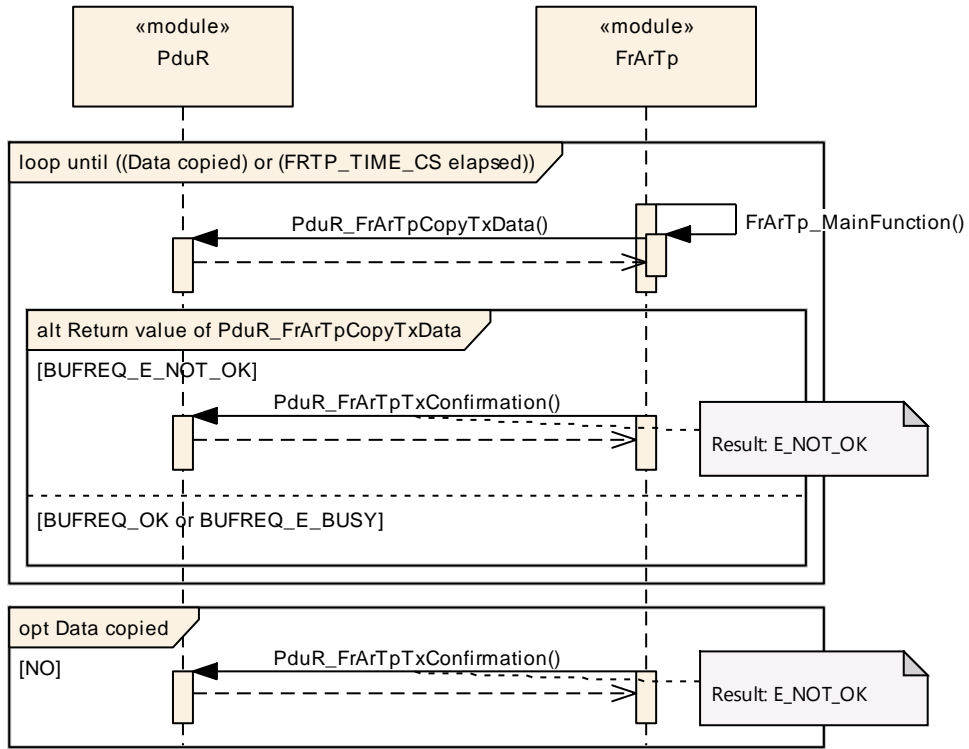 «module»
PduR
«module»
FrArTp
loop until ((Data copied) or (FRTP_TIME_CS elapsed))
FrArTp_MainFunction()
PduR_FrArTpCopyTxData()
alt Return value of PduR_FrArTpCopyTxData
[BUFREQ_E_NOT_OK]
PduR_FrArTpTxConfirmation()
Result: E_NOT_OK
[BUFREQ_OK or BUFREQ_E_BUSY]
opt Data copied
[NO]
PduR_FrArTpTxConfirmation()
Result: E_NOT_OK